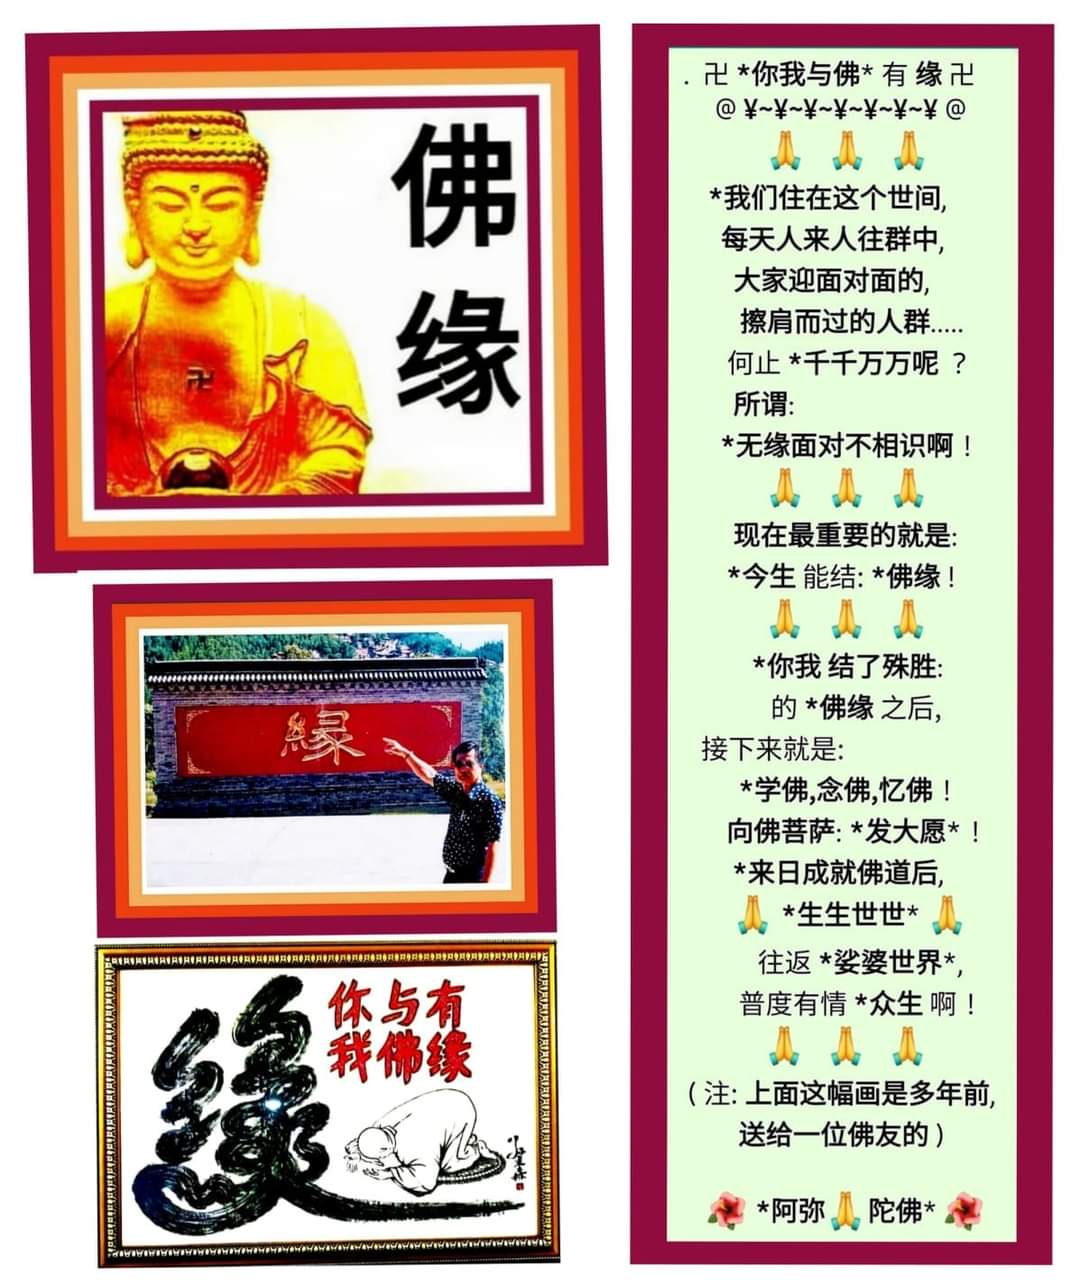 佛
缘
卍
緣
缘
你与有
我佛缘
. 卍 *你我与佛* 有 缘 卍
@ ¥~¥~¥~¥~¥~¥~¥ @
*我们住在这个世间,
每天人来人往群中,
大家迎面对面的,
擦肩而过的人群.....
何止 *千千万万呢 ？
所谓:
*无缘面对不相识啊！
现在最重要的就是:
*今生 能结: *佛缘！
*你我 结了殊胜:
的 *佛缘 之后,
接下来就是:
*学佛,念佛,忆佛！
向佛菩萨: *发大愿*！
*来日成就佛道后,
*生生世世*
往返 *娑婆世界*,
普度有情 *众生 啊！
( 注: 上面这幅画是多年前,
送给一位佛友的 )
*阿弥🙏陀佛*